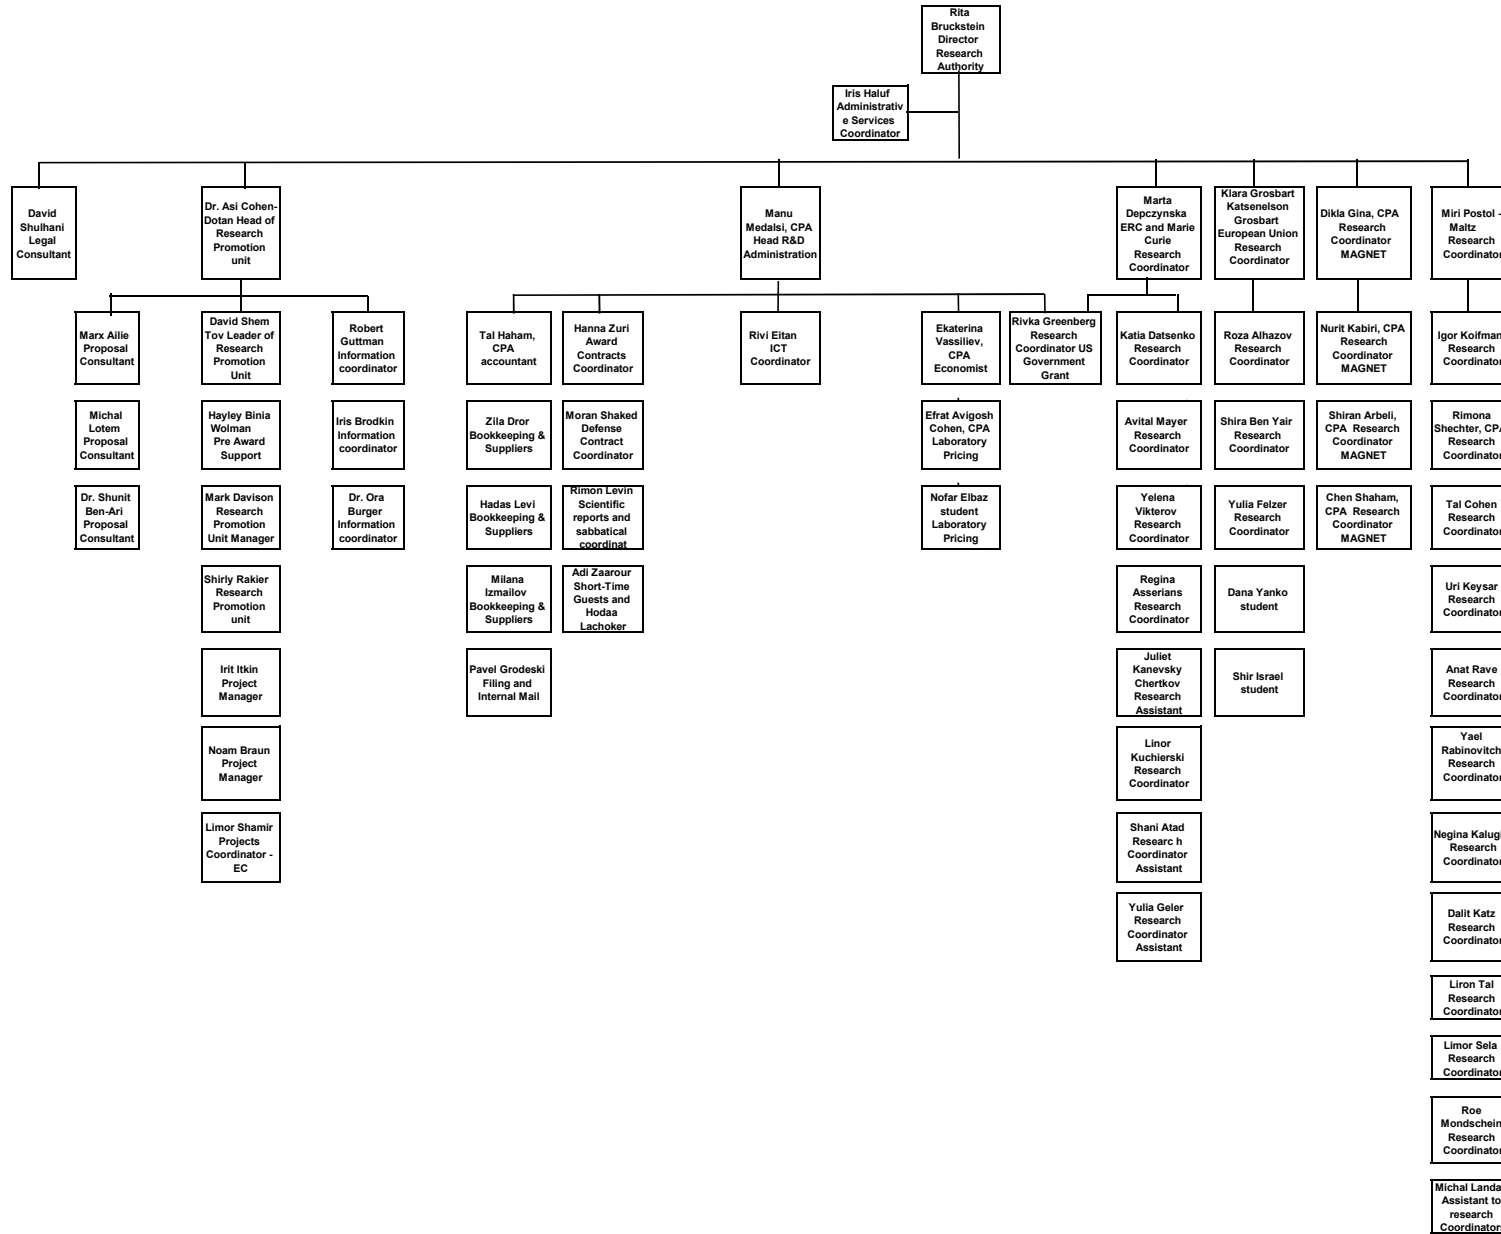 Rita
Bruckstein
Director
Research
Authority
Iris Haluf
Administrativ
e Services
Coordinator
David
Shulhani
Legal
Consultant
Dr. Asi Cohen-
Dotan Head of
Research
Promotion
unit
Manu
Medalsi, CPA
Head R&D
Administration
Marta
Depczynska
ERC and Marie
Curie
Research
Coordinator
Klara Grosbart
Katsenelson
Grosbart
European Union
Research
Coordinator
Dikla Gina, CPA
Research
Coordinator
MAGNET
Miri Postol -
Maltz
Research
Coordinator
Marx Ailie
Proposal
Consultant
David Shem
Tov Leader of
Research
Promotion
Unit
Robert
Guttman
Information
coordinator
Tal Haham,
CPA
accountant
Hanna Zuri
Award
Contracts
Coordinator
Rivi Eitan
ICT
Coordinator
Ekaterina
Vassiliev,
CPA
Economist
Rivka Greenberg
Research
Coordinator US
Government
Grant
Katia Datsenko
Research
Coordinator
Roza Alhazov
Research
Coordinator
Nurit Kabiri, CPA
Research
Coordinator
MAGNET
Igor Koifman
Research
Coordinator
Michal
Lotem
Proposal
Consultant
Hayley Binia
Wolman
Pre Award
Support
Iris Brodkin
Information
coordinator
Zila Dror
Bookkeeping &
Suppliers
Moran Shaked
Defense
Contract
Coordinator
Efrat Avigosh
Cohen, CPA
Laboratory
Pricing
Avital Mayer
Research
Coordinator
Shira Ben Yair
Research
Coordinator
Shiran Arbeli,
CPA Research
Coordinator
MAGNET
Rimona
Shechter, CPA
Research
Coordinator
Dr. Shunit
Ben-Ari
Proposal
Consultant
Mark Davison
Research
Promotion
Unit Manager
Dr. Ora
Burger
Information
coordinator
Hadas Levi
Bookkeeping &
Suppliers
Rimon Levin
Scientific
reports and
sabbatical
coordinat
Nofar Elbaz
student
Laboratory
Pricing
Yelena
Vikterov
Research
Coordinator
Yulia Felzer
Research
Coordinator
Chen Shaham,
CPA Research
Coordinator
MAGNET
Tal Cohen
Research
Coordinator
Shirly Rakier
Research
Promotion
unit
Milana
Izmailov
Bookkeeping &
Suppliers
Adi Zaarour
Short-Time
Guests and
Hodaa
Lachoker
Regina
Asserians
Research
Coordinator
Dana Yanko
student
Uri Keysar
Research
Coordinator
Irit Itkin
Project
Manager
Pavel Grodeski
Filing and
Internal Mail
Juliet
Kanevsky
Chertkov
Research
Assistant
Shir Israel
student
Anat Rave
Research
Coordinator
Noam Braun
Project
Manager
Linor
Kuchierski
Research
Coordinator
Yael
Rabinovitch
Research
Coordinator
Limor Shamir
Projects
Coordinator -
EC
Shani Atad
Researc h
Coordinator
Assistant
Negina
Research
Coordinator
Yulia Geler
Research
Coordinator
Assistant
Dalit Katz
Research
Coordinator
Liron Tal
Research
Coordinator
Limor Sela
Research
Coordinator
Roe
Mondschein
Research
Coordinator
Michal
Assistant to
research
Coordinators